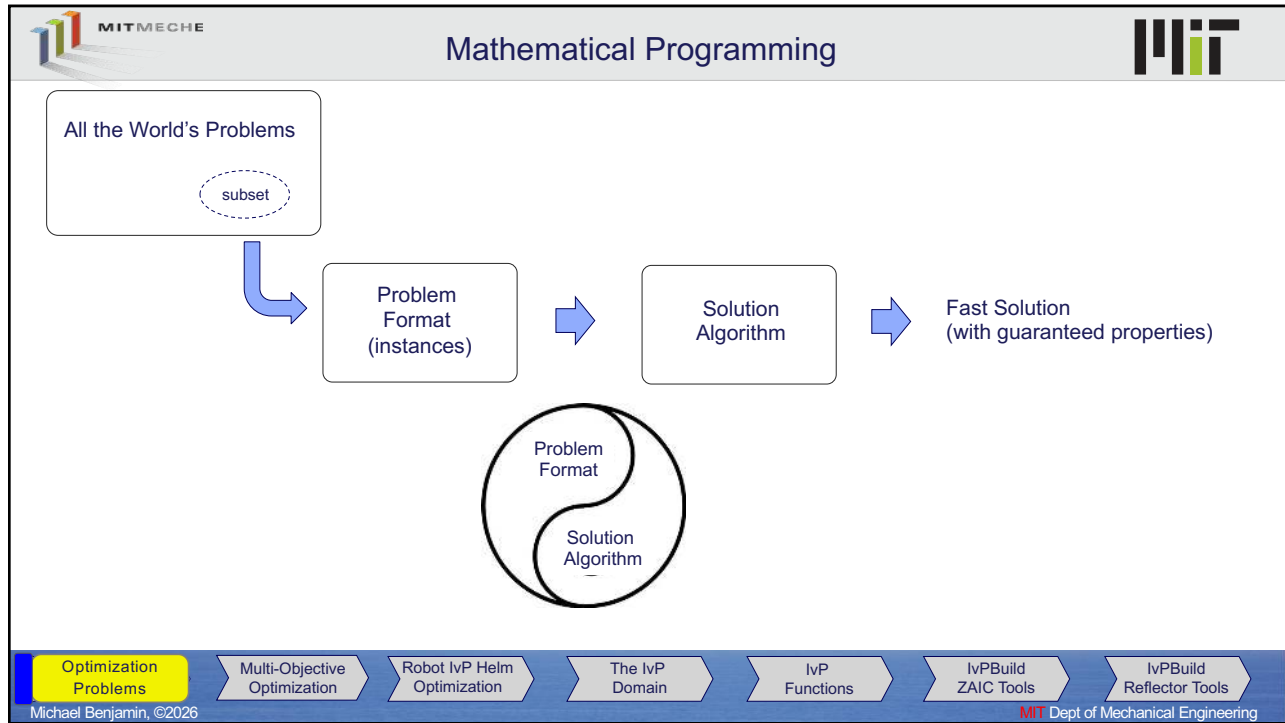 MITMECHE
Mathematical Programming
MIT
All the World's Problems
subset
Problem
Format
(instances)
Solution
Algorithm
Fast Solution
(with guaranteed properties)
Problem
Format
Solution
Algorithm
Optimization
Problems
Multi-Objective
Optimization
Robot IvP Helm
Optimization
The IvP
Domain
IvP
Functions
IvPBuild
ZAIC Tools
IvPBuild
Reflector Tools
Michael Benjamin, ©2026
MIT Dept of Mechanical Engineering